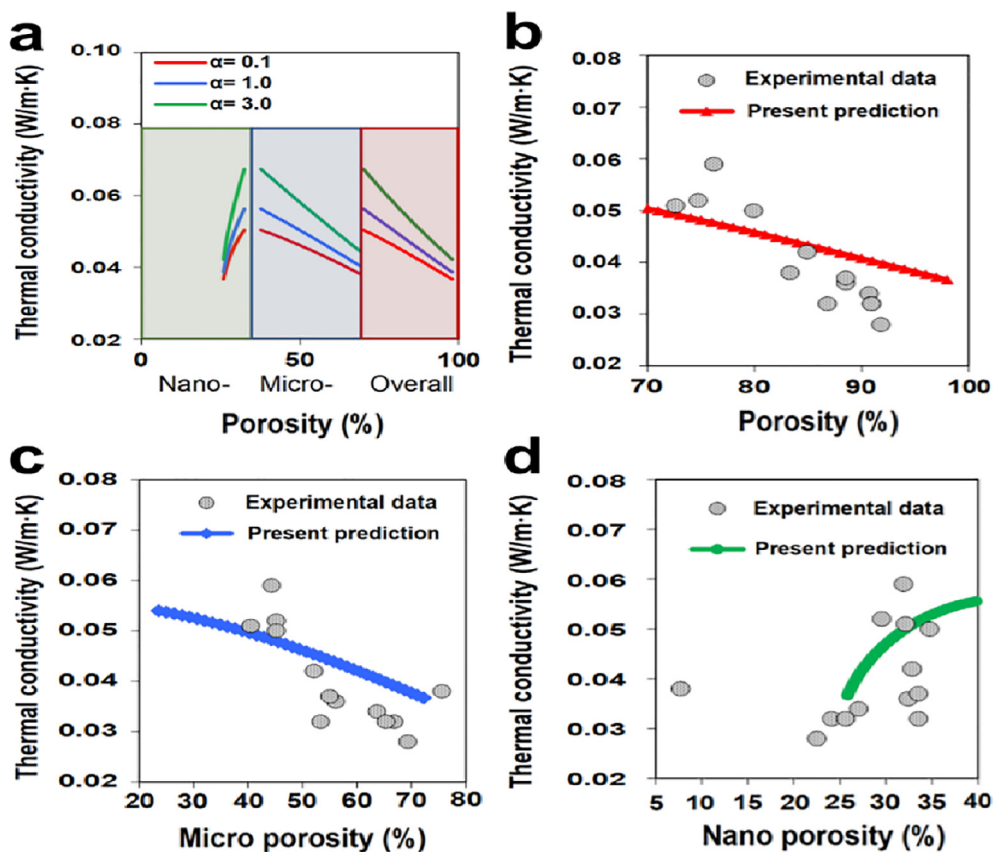 a
Thermal conductivity (W/m·K)
0.10
0.08
0.06
0.04
0.02
α= 0.1
α= 1.0
α= 3.0
0 50 100
Nano- Micro- Overall
Porosity (%)
b
Thermal conductivity (W/m·K)
0.08
0.07
0.06
0.05
0.04
0.03
0.02
Experimental data
Present prediction
70 80 90 100
Porosity (%)
c
Thermal conductivity (W/m·K)
0.08
0.07
0.06
0.05
0.04
0.03
0.02
Experimental data
Present prediction
20 30 40 50 60 70 80
Micro porosity (%)
d
Thermal conductivity (W/m·K)
0.08
0.07
0.06
0.05
0.04
0.03
0.02
Experimental data
Present prediction
5 10 15 20 25 30 35 40
Nano porosity (%)